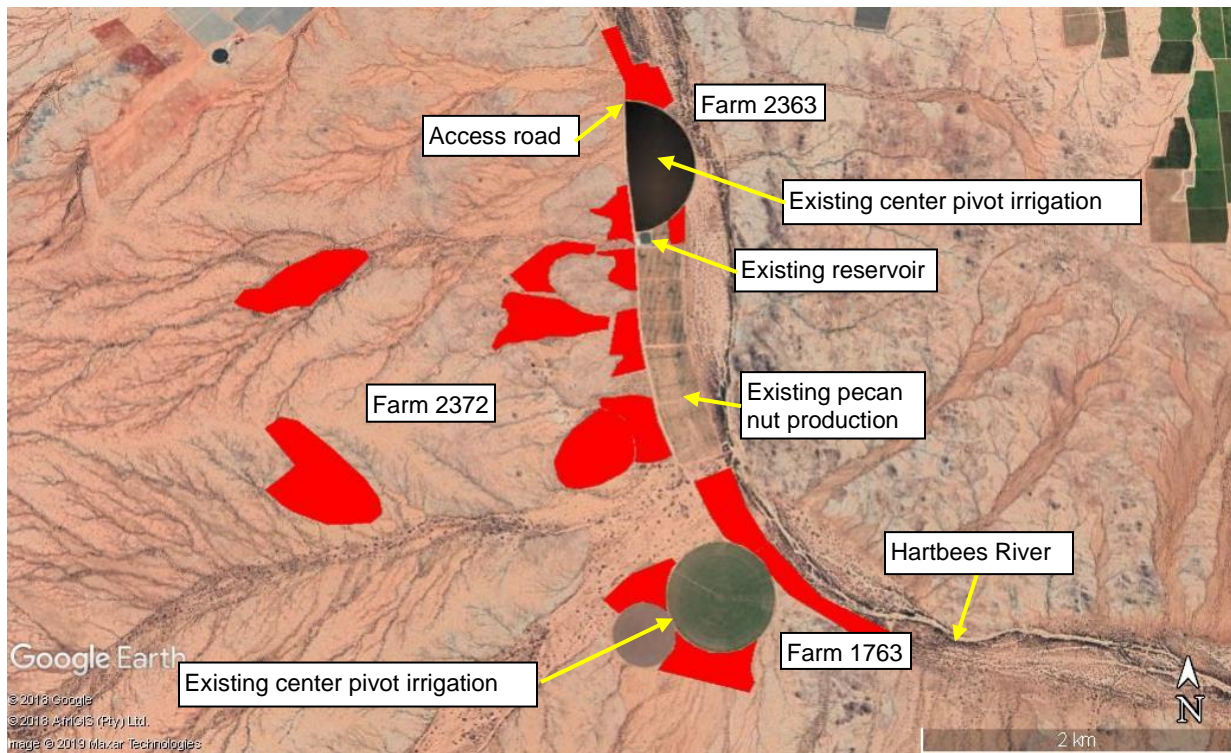 Farm 2363
Access road
Existing center pivot irrigation
Existing reservoir
Farm 2372
Existing pecan
nut production
Hartbees River
Farm 1763
Existing center pivot irrigation
Google Earth
© 2018 Google
© 2018 AfriGIS (Pty) Ltd.
Image © 2019 Maxar Technologies
N
2 km